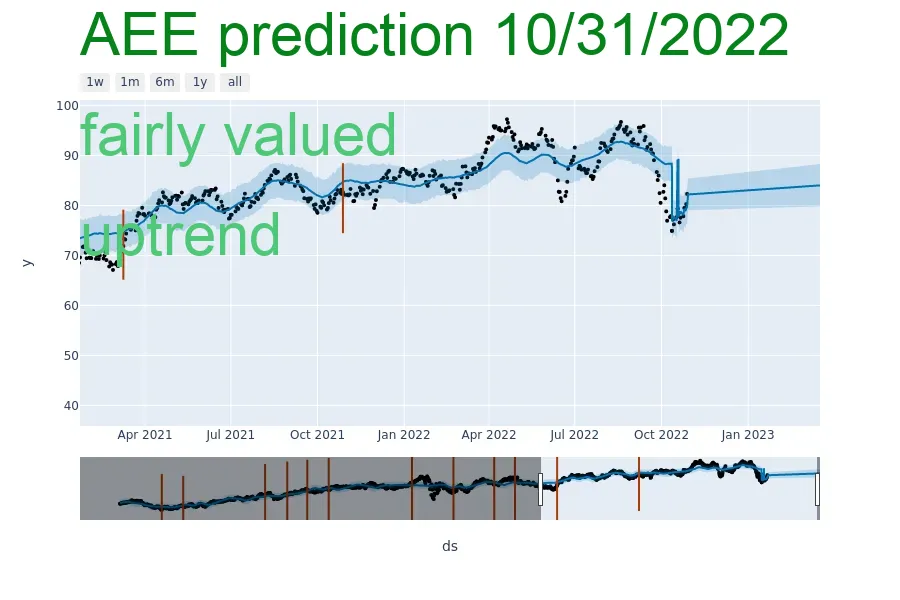 AEE prediction 10/31/2022
1w 1m 6m 1y all
100
fairly valued
90
80
uptrend
70
y
60
50
40
Apr 2021 Jul 2021 Oct 2021 Jan 2022 Apr 2022 Jul 2022 Oct 2022 Jan 2023
ds